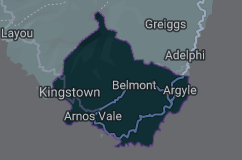 Greiggs
Layou
Adelphi
Belmont
Kingstown
Argyle
Arnos Vale